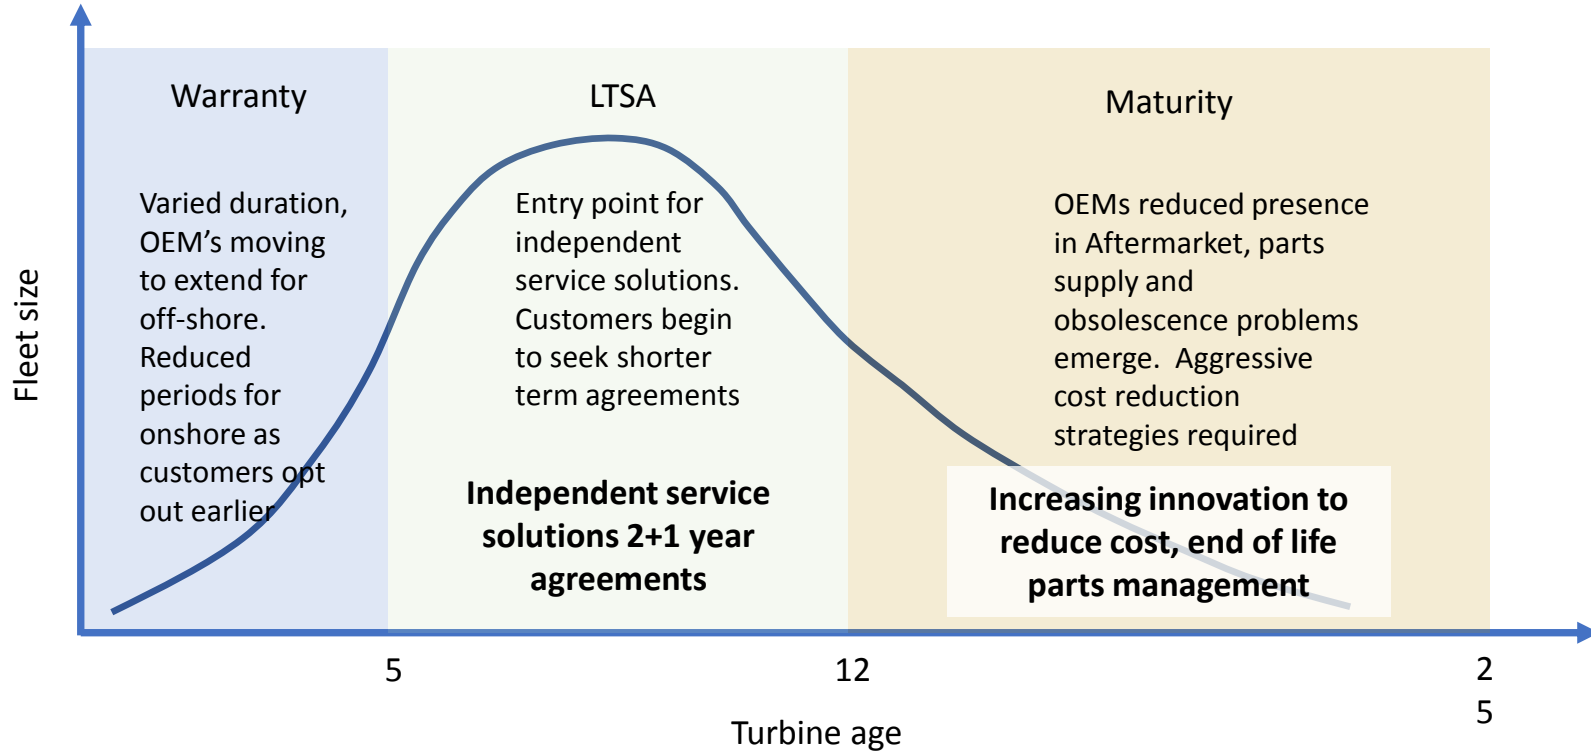 Warranty
Varied duration,
OEM's moving
to extend for
off-shore.
Reduced
periods for
onshore as
customers opt
out earlier
LTSA
Entry point for
independent
service solutions.
Customers begin
to seek shorter
term agreements
Independent service
solutions 2+1 year
agreements
Maturity
OEMs reduced presence
in Aftermarket, parts
supply and
obsolescence problems
emerge.  Aggressive
cost reduction
strategies required
Increasing innovation to
reduce cost, end of life
parts management
Fleet size
5
12
2
5
Turbine age